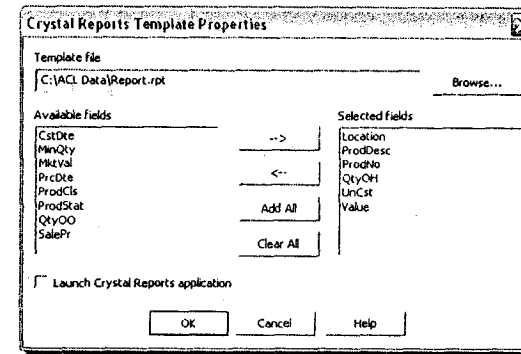 Crystal Reports Template Properties
Template file
C:\ACL Data\Report.rpt
Browse...
Available fields
CstDte
MinQty
MktVal
PrcDte
ProdCls
ProdStat
QtyOO
SalePr
-->
<--
Add All
Clear All
Selected fields
Location
ProdDesc
ProdNo
QtyOH
UnCst
Value
Launch Crystal Reports application
OK
Cancel
Help